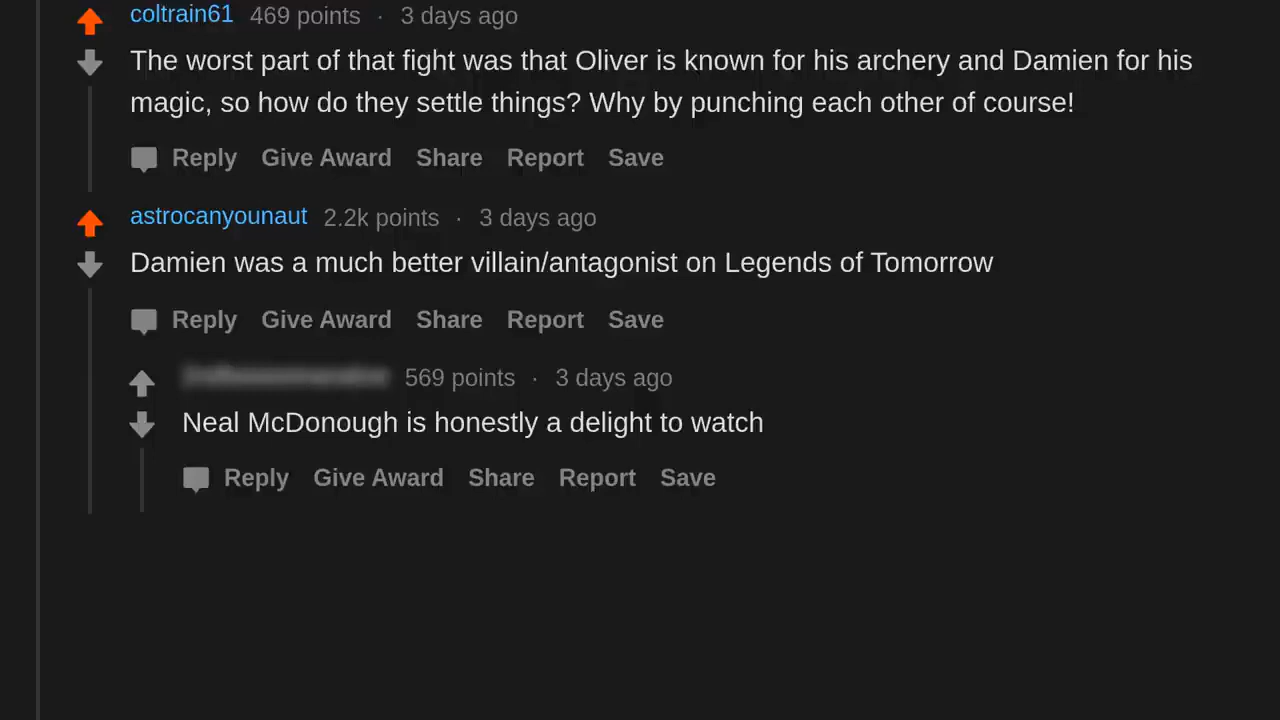 coltrain61 469 points · 3 days ago
The worst part of that fight was that Oliver is known for his archery and Damien for his
magic, so how do they settle things? Why by punching each other of course!
Reply Give Award Share Report Save
astrocanyounaut 2.2k points · 3 days ago
Damien was a much better villain/antagonist on Legends of Tomorrow
Reply Give Award Share Report Save
569 points · 3 days ago
Neal McDonough is honestly a delight to watch
Reply Give Award Share Report Save